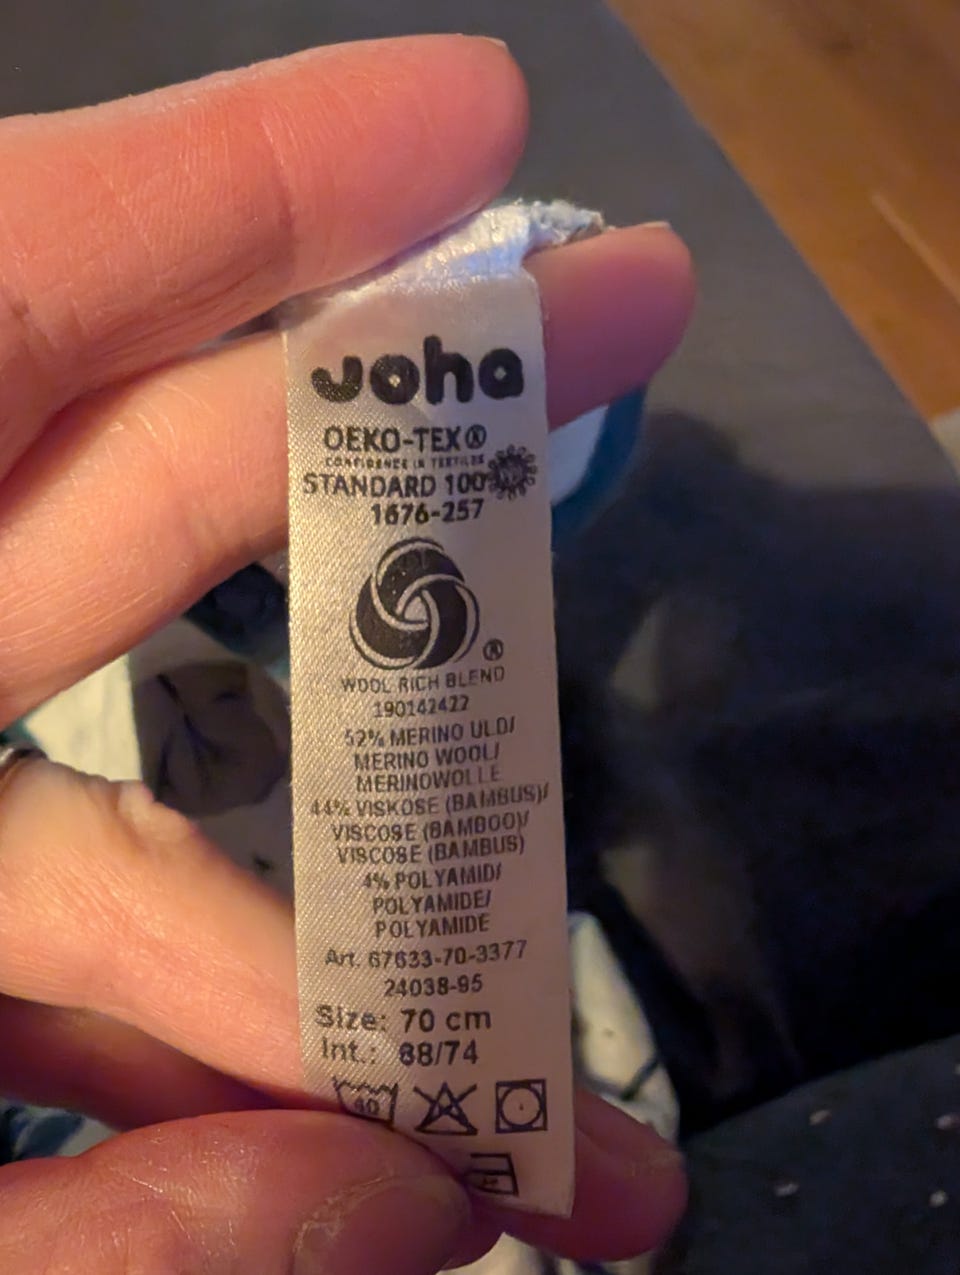 Joha
OEKO-TEX®
CONFIDENCE IN TEXTILES
STANDARD 100
1676-257
®
WOOL RICH BLEND
190142422
52% MERINO ULD/
MERINO WOOL/
MERINOWOLLE
44% VISKOSE (BAMBUS)/
VISCOSE (BAMBOO)/
VISCOSE (BAMBUS)
4% POLYAMID/
POLYAMIDE/
POLYAMIDE
Art. 67633-70-3377
24038-95
Size: 70 cm
Int.: 68/74
40